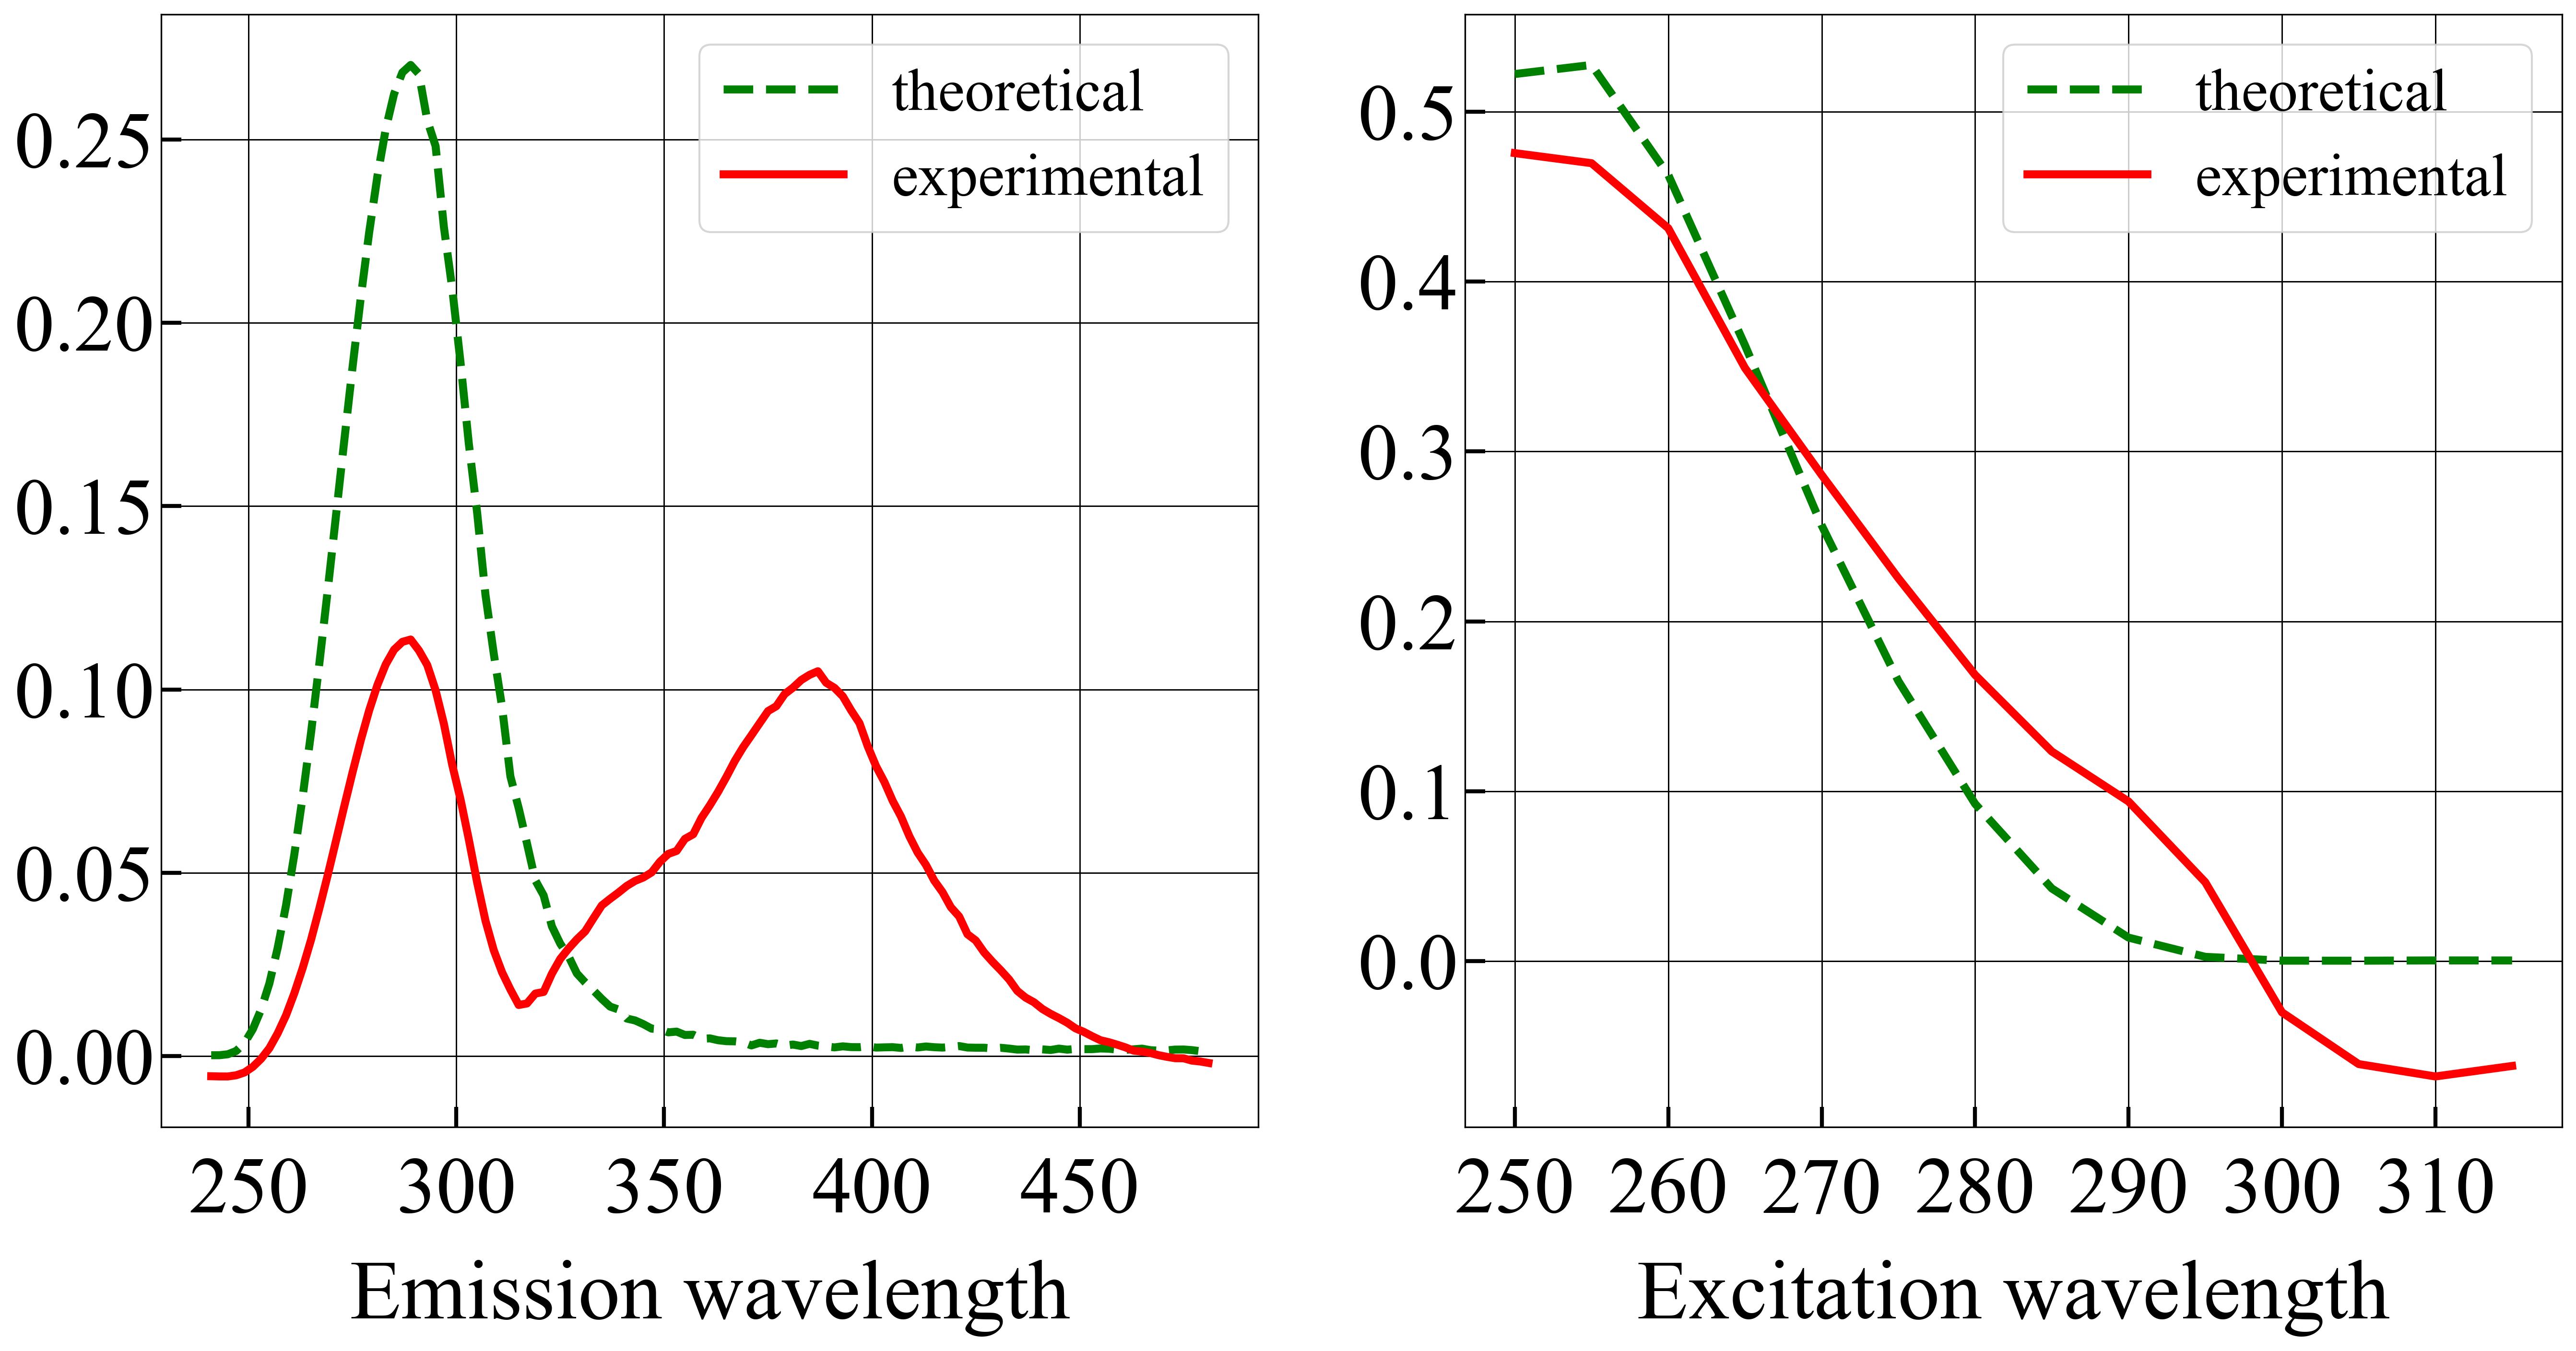 theoretical
experimental
0.25
0.20
0.15
0.10
0.05
0.00
250 300 350 400 450
Emission wavelength
theoretical
experimental
0.5
0.4
0.3
0.2
0.1
0.0
250 260 270 280 290 300 310
Excitation wavelength